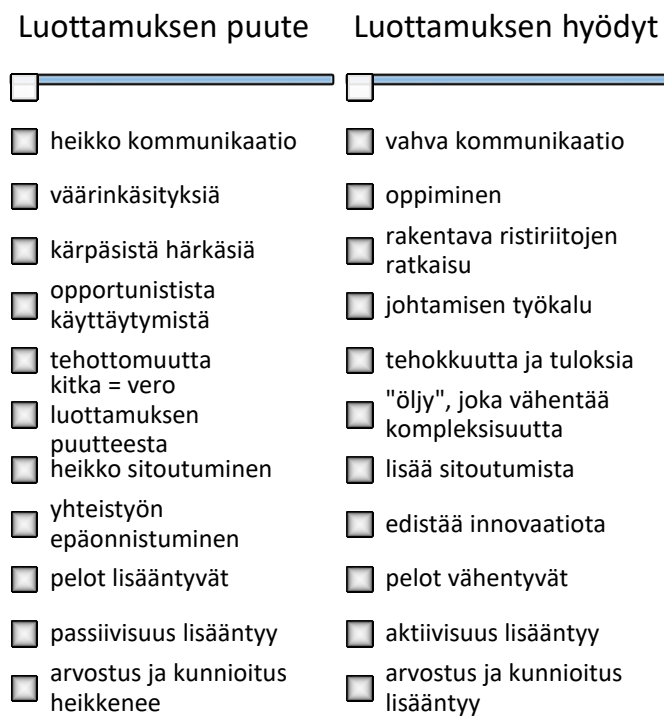 Luottamuksen puute
heikko kommunikaatio
väärinkäsityksiä
kärpäsistä härkäsiä
opportunistista
käyttäytymistä
tehottomuutta
kitka = vero
luottamuksen
puutteesta
heikko sitoutuminen
yhteistyön
epäonnistuminen
pelot lisääntyvät
passiivisuus lisääntyy
arvostus ja kunnioitus
heikkenee
Luottamuksen hyödyt
vahva kommunikaatio
oppiminen
rakentava ristiriitojen
ratkaisu
johtamisen työkalu
tehokkuutta ja tuloksia
"öljy", joka vähentää
kompleksisuutta
lisää sitoutumista
edistää innovaatiota
pelot vähentyvät
aktiivisuus lisääntyy
arvostus ja kunnioitus
lisääntyy